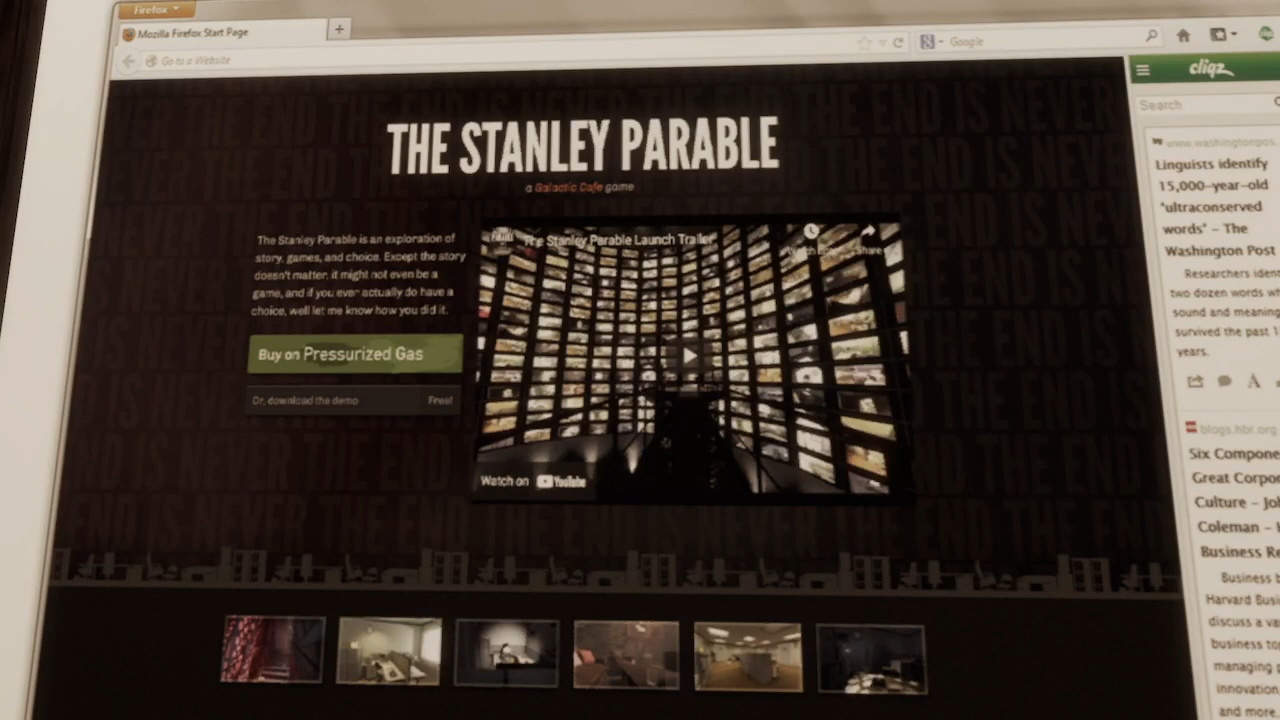 Firefox
Mozilla Firefox Start Page
Go to a Website
Google
cliqz
Search
THE STANLEY PARABLE
a Galactic Cafe game
The Stanley Parable is an exploration of
story, games, and choice. Except the story
doesn't matter, it might not even be a
game, and if you ever actually do have a
choice, well let me know how you did it.
Buy on Pressurized Gas
Or, download the demo
Free!
The Stanley Parable Launch Trailer
Share
Watch on YouTube
THE END IS NEVER THE END IS NEVER
www.washingtonpos
Linguists identify
15,000-year-old
'ultraconserved
words' - The
Washington Post
Researchers iden
two dozen words w
sound and meanin
survived the past
years.
blogs.hbr.org
Six Compone
Great Corpo
Culture - Jo
Coleman -
Business Re
Business b
Harvard Busi
discuss a va
business to
managing
innovation
and more